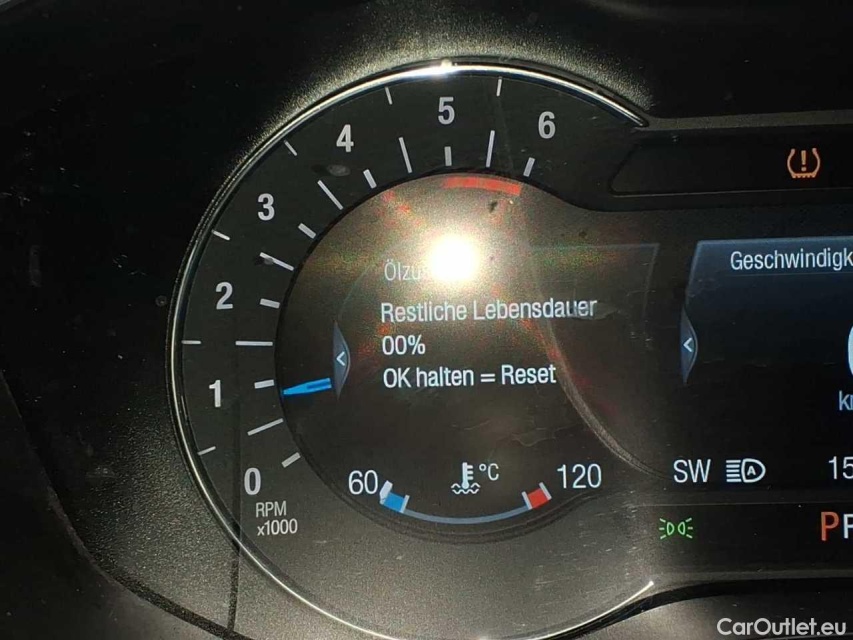 6
5
4
3
2
1
0
RPM
x1000
Restliche Lebensdauer
00%
OK halten = Reset
60
°C
120
SW
15
P
CarOutlet.eu